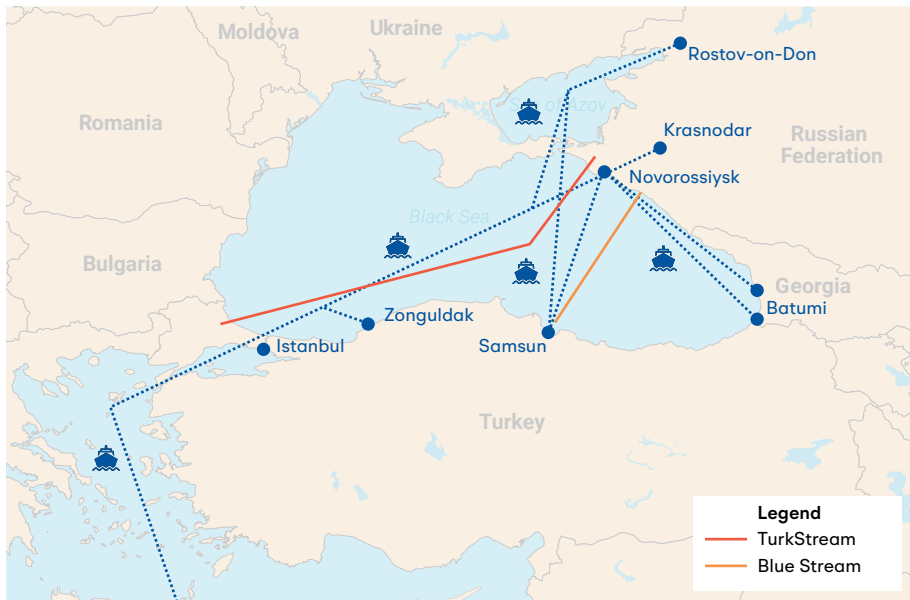 Moldova
Ukraine
Rostov-on-Don
Sea of Azov
Romania
Krasnodar
Russian
Federation
Novorossiysk
Black Sea
Bulgaria
Georgia
Batumi
Zonguldak
Istanbul
Samsun
Turkey
Legend
TurkStream
Blue Stream